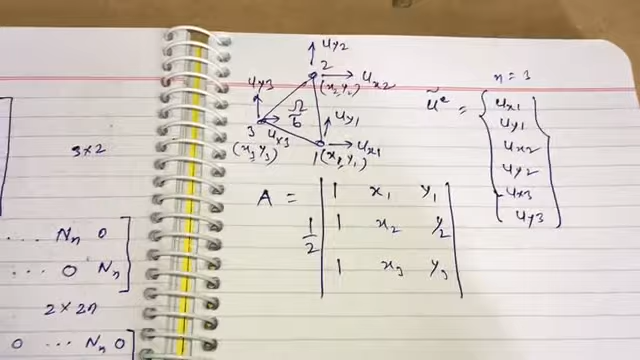 3x2
... Nn 0
... 0 Nn
2 x 2n
0 ... Nn 0
uy2
2
ux2
(x2,y2)
uy3
Ω
uy1
3
ux3
(x3,y3)
1 (x1,y1)
ux1
n = 3
ũᵉ =
ux1
uy1
ux2
uy2
ux3
uy3
A =
1/2
1 x1 y1
1 x2 y2
1 x3 y3